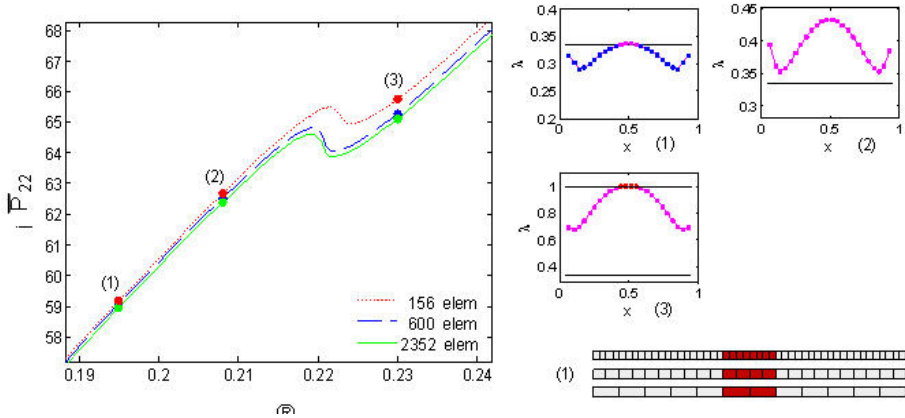 68
67
66
65
64
63
62
61
60
59
58
¡ P̅22
(1)
(2)
(3)
156 elem
600 elem
2352 elem
0.19 0.2 0.21 0.22 0.23 0.24
®
0.4
0.35
0.3
0.25
0.2
λ
0 0.5 1
x (1)
0.45
0.4
0.35
0.3
λ
0 0.5 1
x (2)
1
0.8
0.6
0.4
λ
0 0.5 1
x (3)
(1)